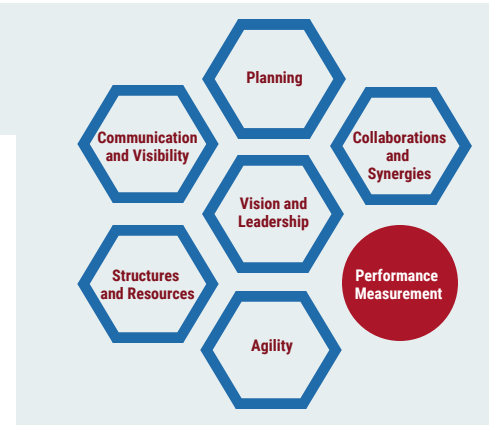 Planning
Communication
and Visibility
Collaborations
and
Synergies
Vision and
Leadership
Structures
and Resources
Performance
Measurement
Agility